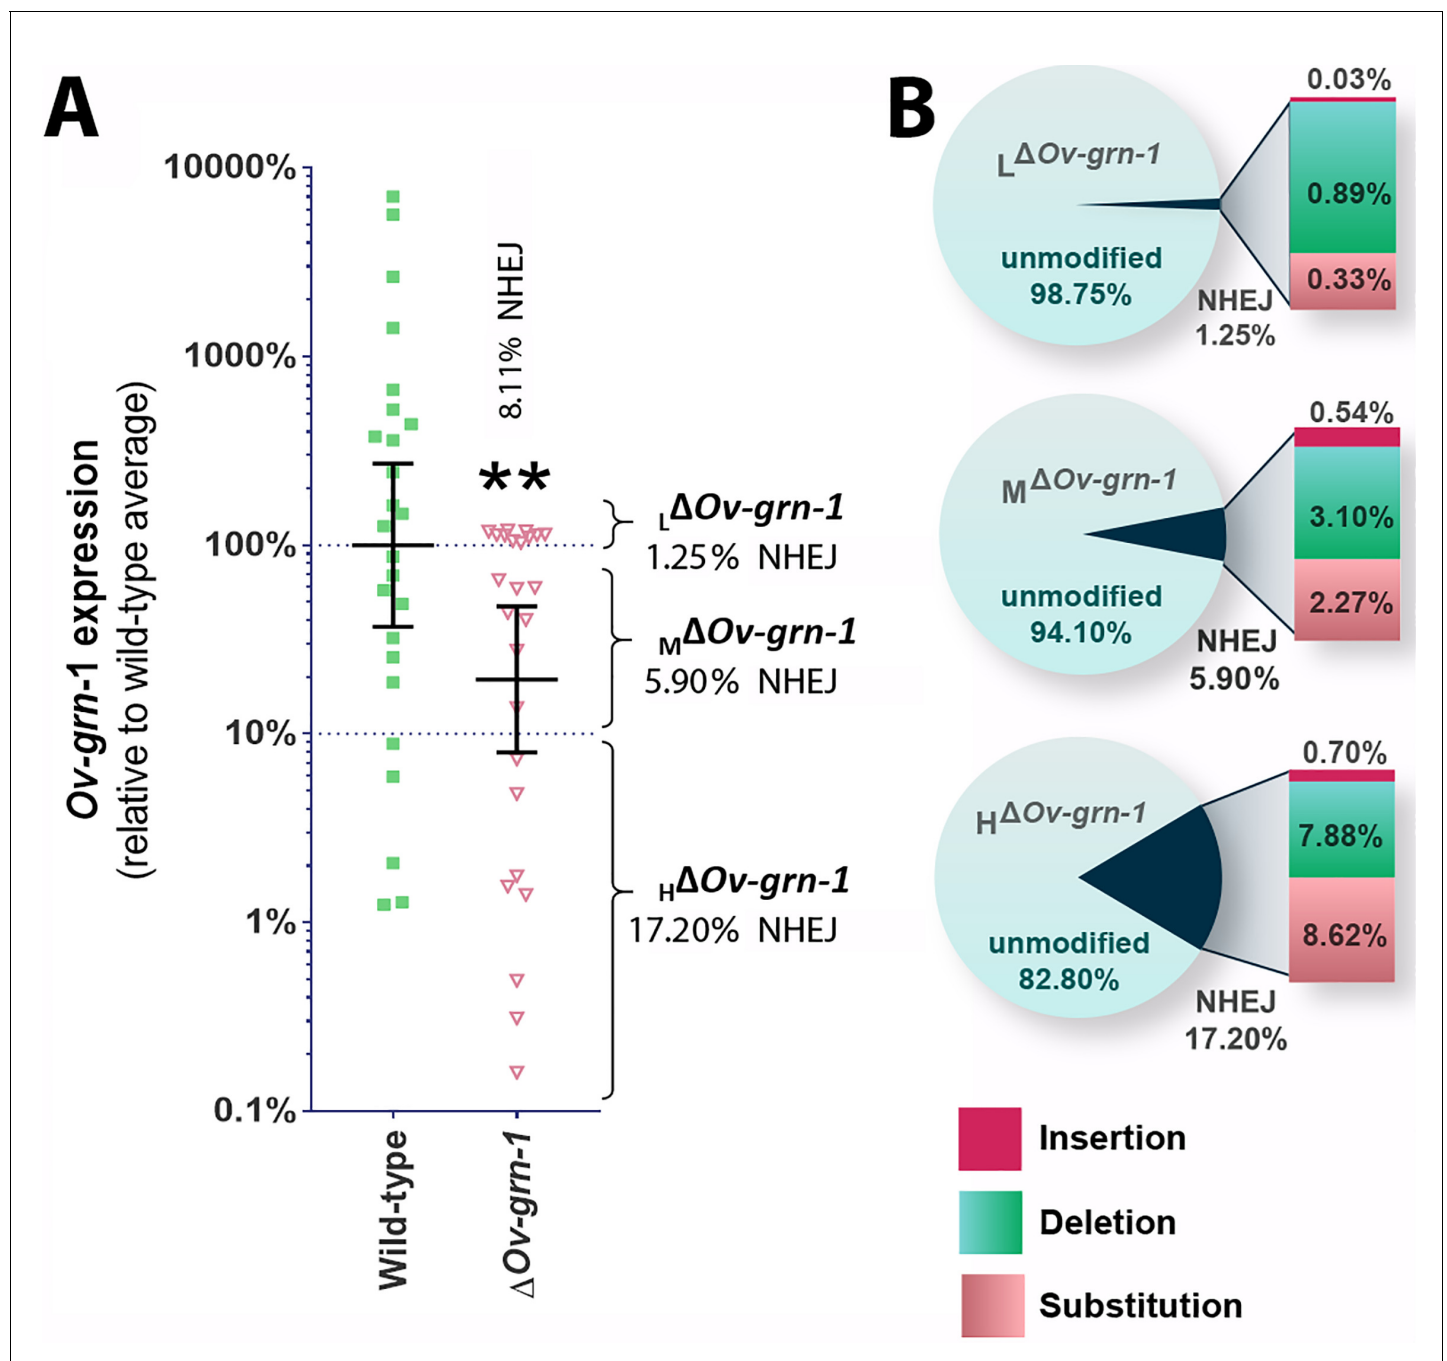 A
10000%
1000%
100%
10%
1%
0.1%
Ov-grn-1 expression
(relative to wild-type average)
8.11% NHEJ
**
LΔOv-grn-1
1.25% NHEJ
MΔOv-grn-1
5.90% NHEJ
HΔOv-grn-1
17.20% NHEJ
Wild-type
ΔOv-grn-1
B
LΔOv-grn-1
unmodified
98.75%
NHEJ
1.25%
0.03%
0.89%
0.33%
MΔOv-grn-1
unmodified
94.10%
NHEJ
5.90%
0.54%
3.10%
2.27%
HΔOv-grn-1
unmodified
82.80%
NHEJ
17.20%
0.70%
7.88%
8.62%
Insertion
Deletion
Substitution